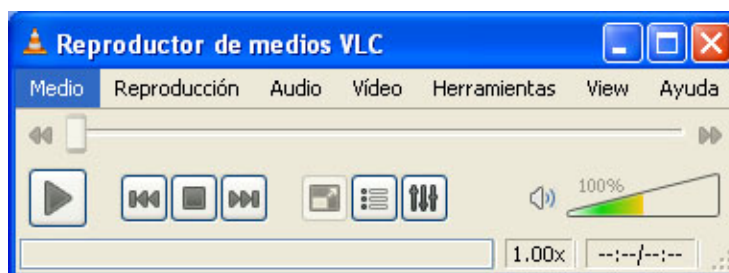 Reproductor de medios VLC
Medio Reproducción Audio Vídeo Herramientas View Ayuda
100%
1.00x --:--/--:--